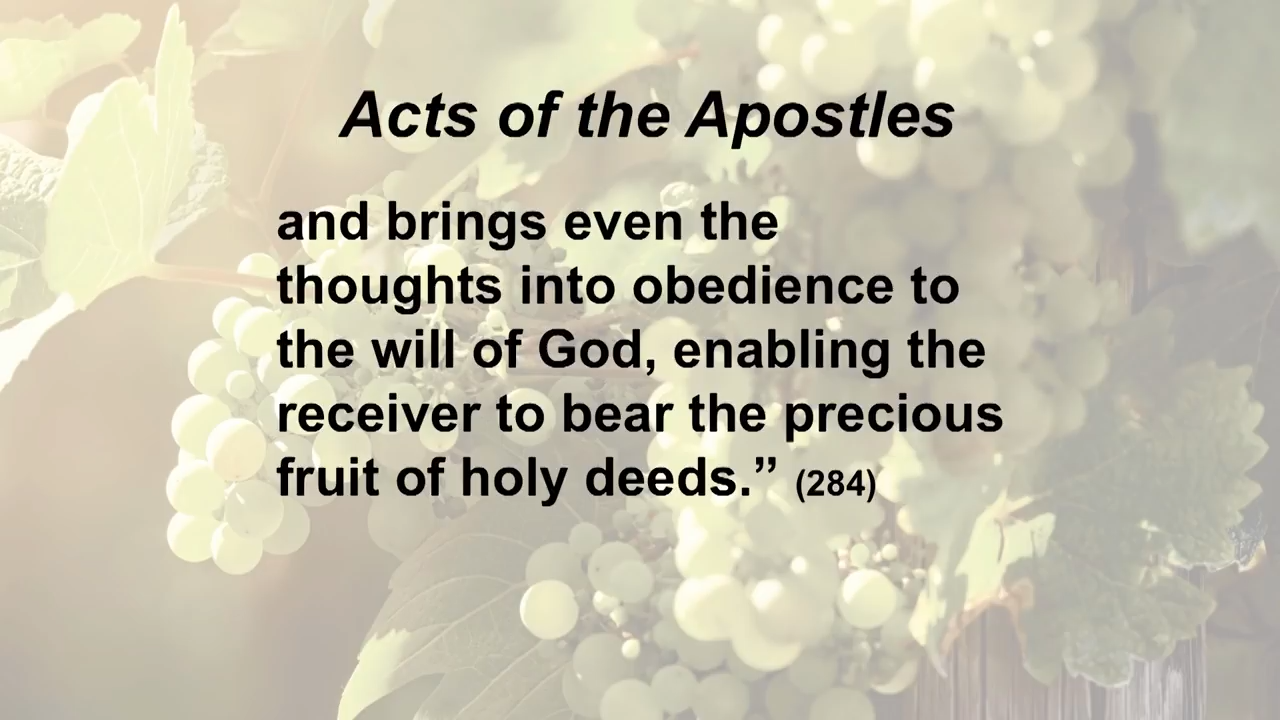 Acts of the Apostles
and brings even the
thoughts into obedience to
the will of God, enabling the
receiver to bear the precious
fruit of holy deeds.” (284)